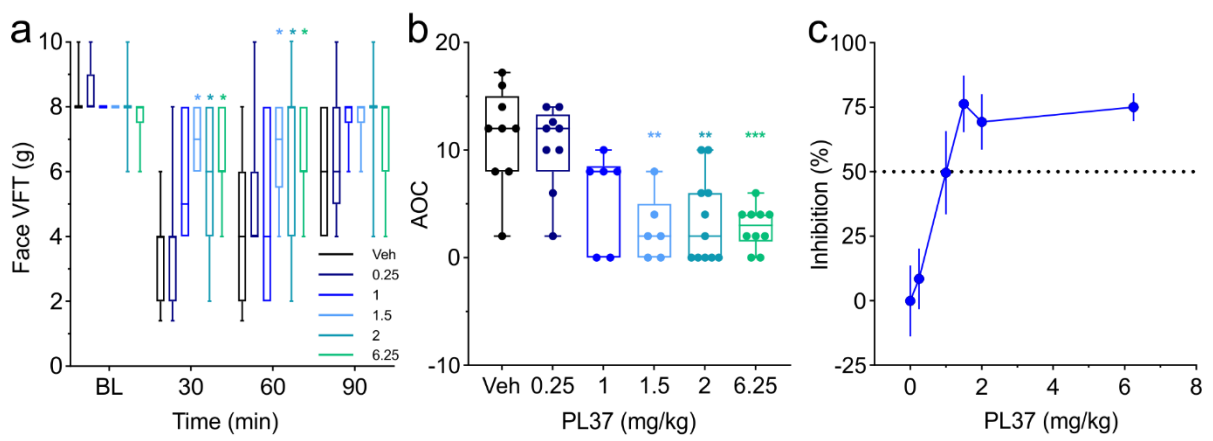 a
10
8
6
4
2
0
Face VFT (g)
* * *
* * *
Veh
0.25
1
1.5
2
6.25
BL 30 60 90
Time (min)
b
20
10
0
-10
AOC
** ** ***
Veh 0.25 1 1.5 2 6.25
PL37 (mg/kg)
c
100
75
50
25
0
-25
Inhibition (%)
0 2 4 6 8
PL37 (mg/kg)